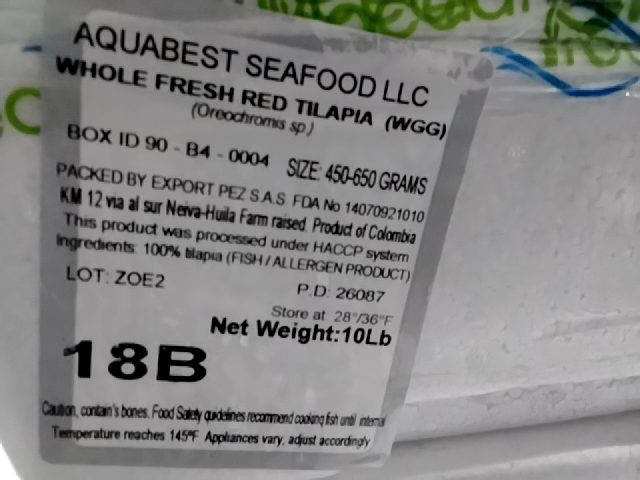 AQUABEST SEAFOOD LLC
WHOLE FRESH RED TILAPIA (WGG)
(Oreochromis sp.)
BOX ID 90 - B4 - 0004 SIZE: 450-650 GRAMS
PACKED BY EXPORT PEZ S.A.S. FDA No 14070921010
KM 12 via al sur Neiva-Huila Farm raised. Product of Colombia
This product was processed under HACCP system
Ingredients: 100% tilapia (FISH / ALLERGEN PRODUCT)
LOT: ZOE2 P.D: 26087
Store at: 28°/36°F
Net Weight:10Lb
18B
Caution, contain's bones. Food Safety guidelines recommend cooking fish until internal
Temperature reaches 145°F Appliances vary, adjust accordingly